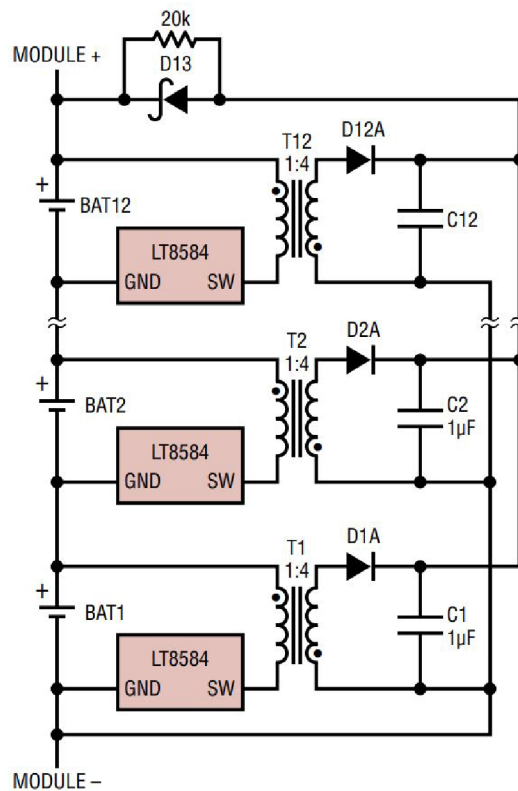 20k
MODULE +
D13
T12
1:4
D12A
+
BAT12
C12
LT8584
GND SW
T2
1:4
D2A
+
BAT2
C2
1µF
LT8584
GND SW
T1
1:4
D1A
+
BAT1
C1
1µF
LT8584
GND SW
MODULE –